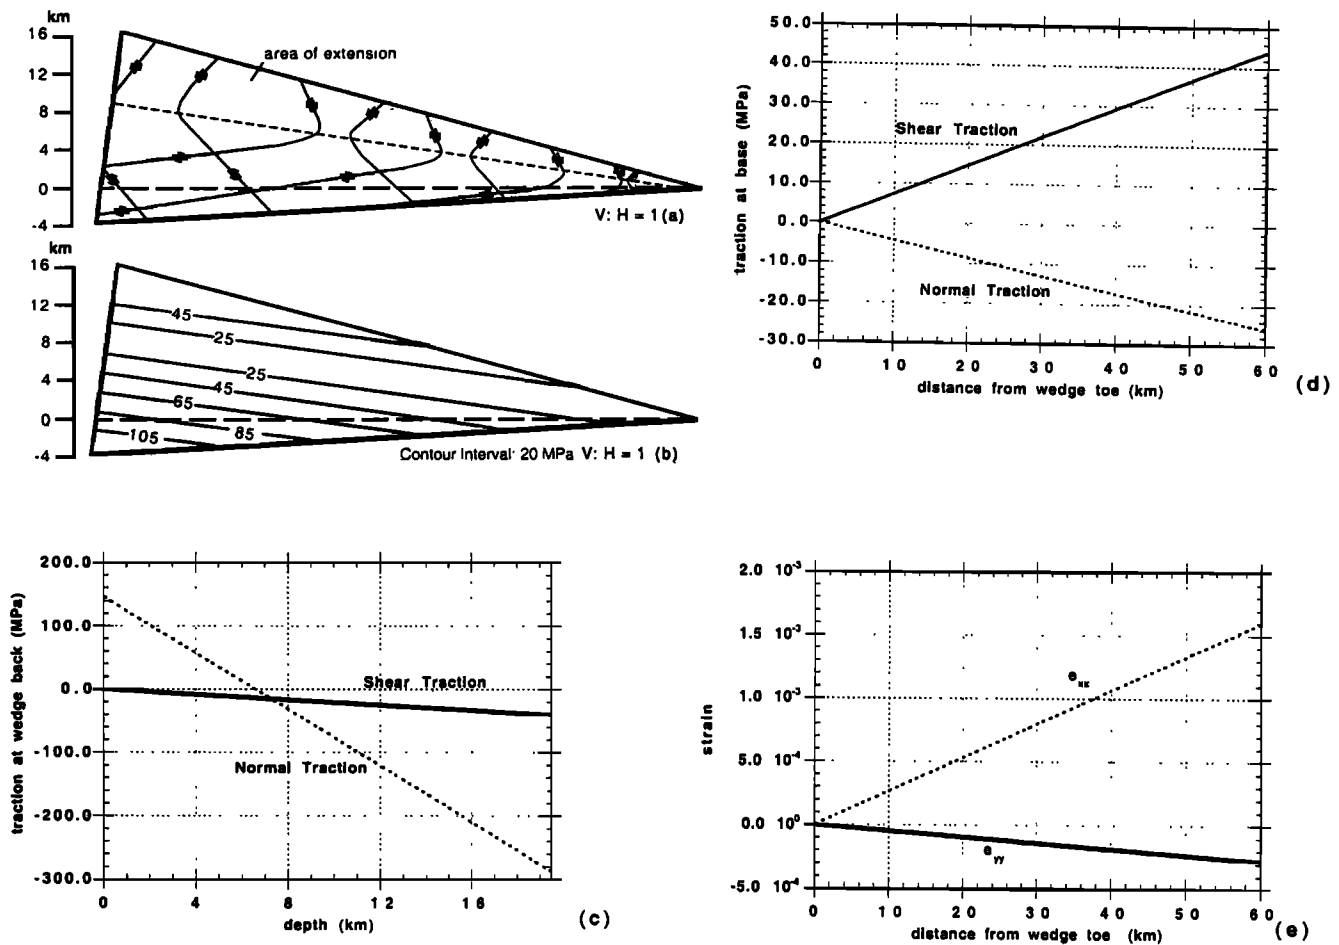 km
16
12
8
4
0
-4
area of extension
V: H = 1 (a)
km
16
12
8
4
0
-4
45
25
25
45
65
85
105
Contour Interval: 20 MPa V: H = 1 (b)
traction at wedge back (MPa)
200.0
100.0
0.0
-100.0
-200.0
-300.0
Shear Traction
Normal Traction
0 4 8 12 16
depth (km)
(c)
traction at base (MPa)
50.0
40.0
30.0
20.0
10.0
0.0
-10.0
-20.0
-30.0
Shear Traction
Normal Traction
0 10 20 30 40 50 60
distance from wedge toe (km)
(d)
strain
2.0 10⁻³
1.5 10⁻³
1.0 10⁻³
5.0 10⁻⁴
0.0 10⁰
-5.0 10⁻⁴
e xx
e yy
0 10 20 30 40 50 60
distance from wedge toe (km)
(e)